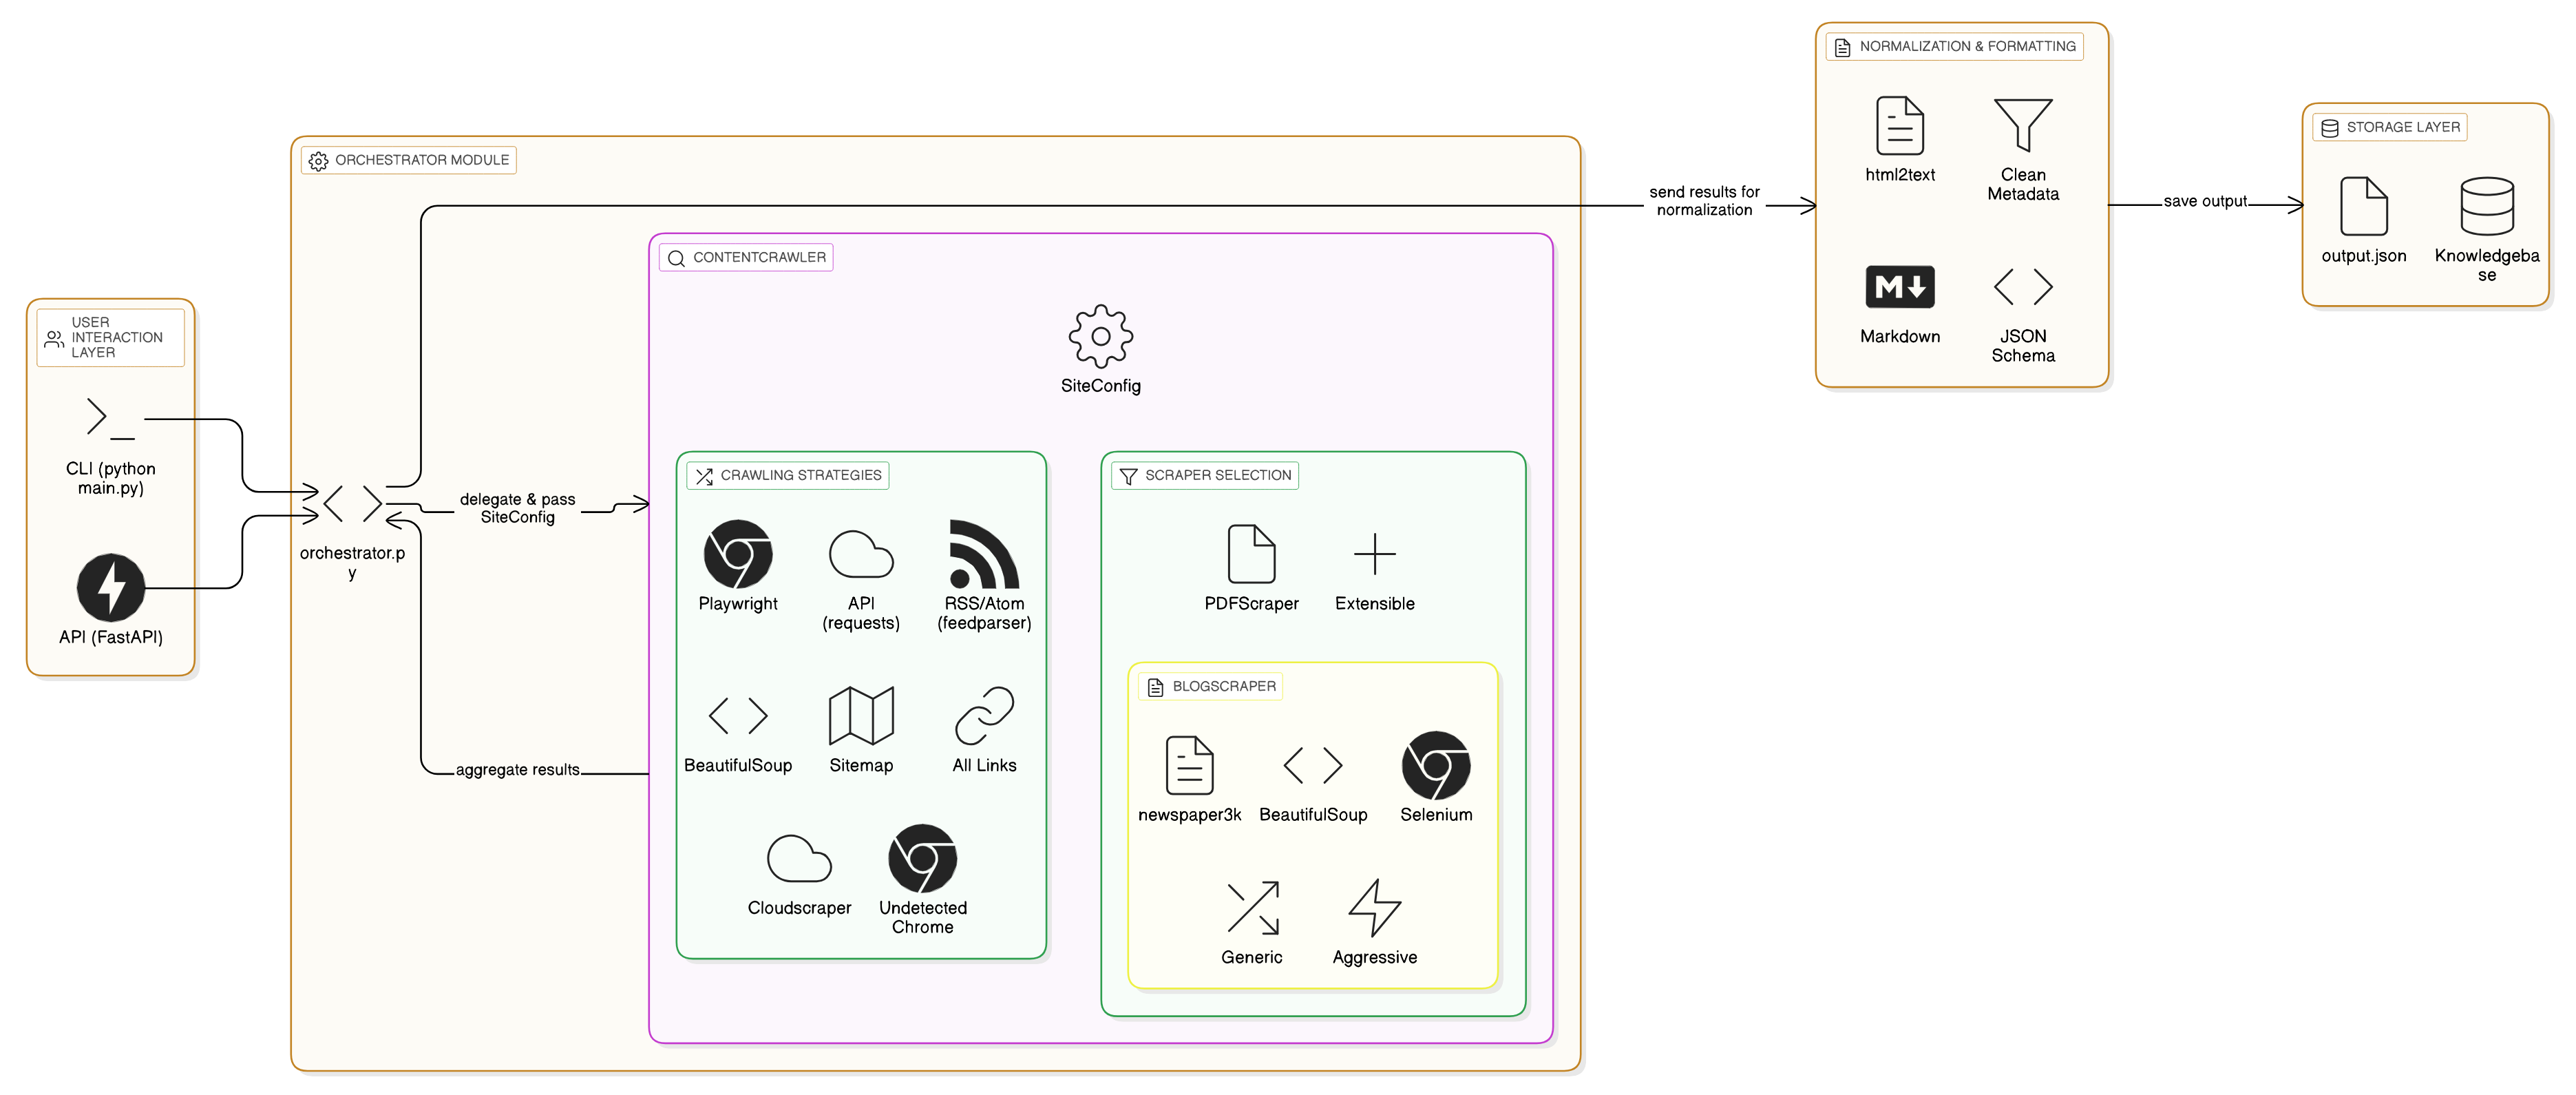 USER
INTERACTION
LAYER
>_
CLI (python
main.py)
API (FastAPI)
ORCHESTRATOR MODULE
orchestrator.p
y
delegate & pass
SiteConfig
aggregate results
CONTENTCRAWLER
SiteConfig
CRAWLING STRATEGIES
Playwright
API
(requests)
RSS/Atom
(feedparser)
BeautifulSoup
Sitemap
All Links
Cloudscraper
Undetected
Chrome
SCRAPER SELECTION
PDFScraper
Extensible
BLOGSCRAPER
newspaper3k
BeautifulSoup
Selenium
Generic
Aggressive
send results for
normalization
NORMALIZATION & FORMATTING
html2text
Clean
Metadata
M
Markdown
JSON
Schema
save output
STORAGE LAYER
output.json
Knowledgeba
se